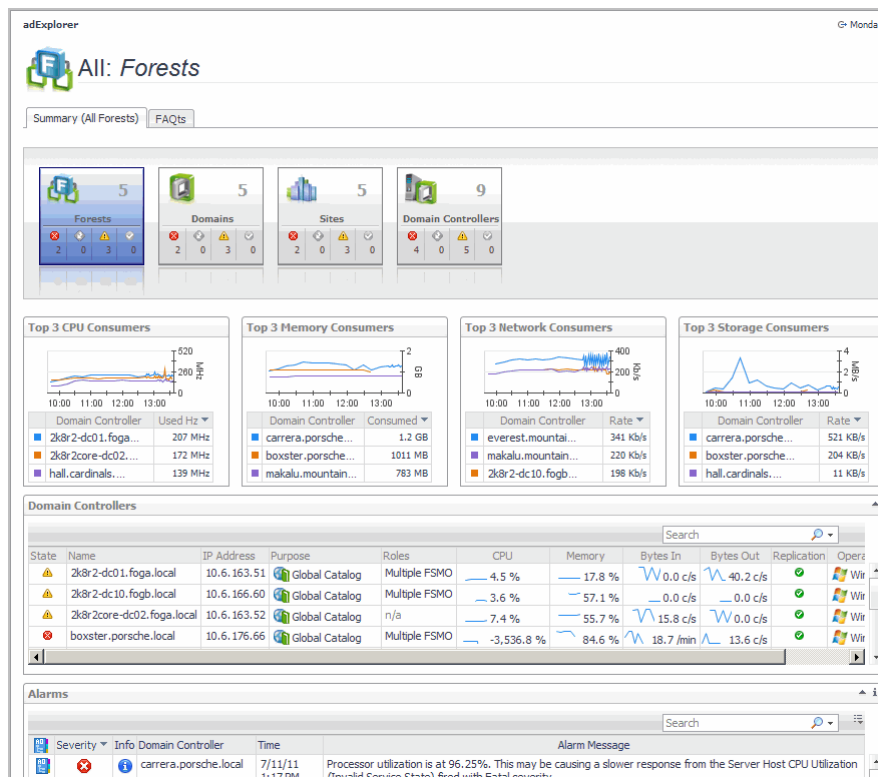 adExplorer
Monda
All: Forests
Summary (All Forests) FAQts
5 5 5 9
Forests Domains Sites Domain Controllers
2 0 3 0 2 0 3 0 2 0 3 0 4 0 5 0
Top 3 CPU Consumers
520
260
0
MHz
10:00 11:00 12:00 13:00
Domain Controller Used Hz
2k8r2-dc01.foga... 207 MHz
2k8r2core-dc02.... 172 MHz
hall.cardinals.... 139 MHz
Top 3 Memory Consumers
2
0
GB
10:00 11:00 12:00 13:00
Domain Controller Consumed
carrera.porsche... 1.2 GB
boxster.porsche... 1011 MB
makalu.mountain... 783 MB
Top 3 Network Consumers
400
200
0
Kb/s
10:00 11:00 12:00 13:00
Domain Controller Rate
everest.mountai... 341 Kb/s
makalu.mountain... 220 Kb/s
2k8r2-dc10.fogb... 198 Kb/s
Top 3 Storage Consumers
4
2
0
MB/s
10:00 11:00 12:00 13:00
Domain Controller Rate
carrera.porsche... 521 KB/s
boxster.porsche... 204 KB/s
hall.cardinals.... 11 KB/s
Domain Controllers
Search
State Name IP Address Purpose Roles CPU Memory Bytes In Bytes Out Replication Opera
2k8r2-dc01.foga.local 10.6.163.51 Global Catalog Multiple FSMO 4.5 % 17.8 % 0.0 c/s 40.2 c/s Wir
2k8r2-dc10.fogb.local 10.6.166.60 Global Catalog Multiple FSMO 3.6 % 57.1 % 0.0 c/s 0.0 c/s Wir
2k8r2core-dc02.foga.local 10.6.163.52 Global Catalog n/a 7.4 % 55.7 % 15.8 c/s 0.0 c/s Wir
boxster.porsche.local 10.6.176.66 Global Catalog Multiple FSMO -3,536.8 % 84.6 % 18.7 /min 13.6 c/s Wir
Alarms
Search
Severity Info Domain Controller Time Alarm Message
carrera.porsche.local 7/11/11 Processor utilization is at 96.25%. This may be causing a slower response from the Server Host CPU Utilization
1:17 PM (Invalid Service State) fired with Fatal severity